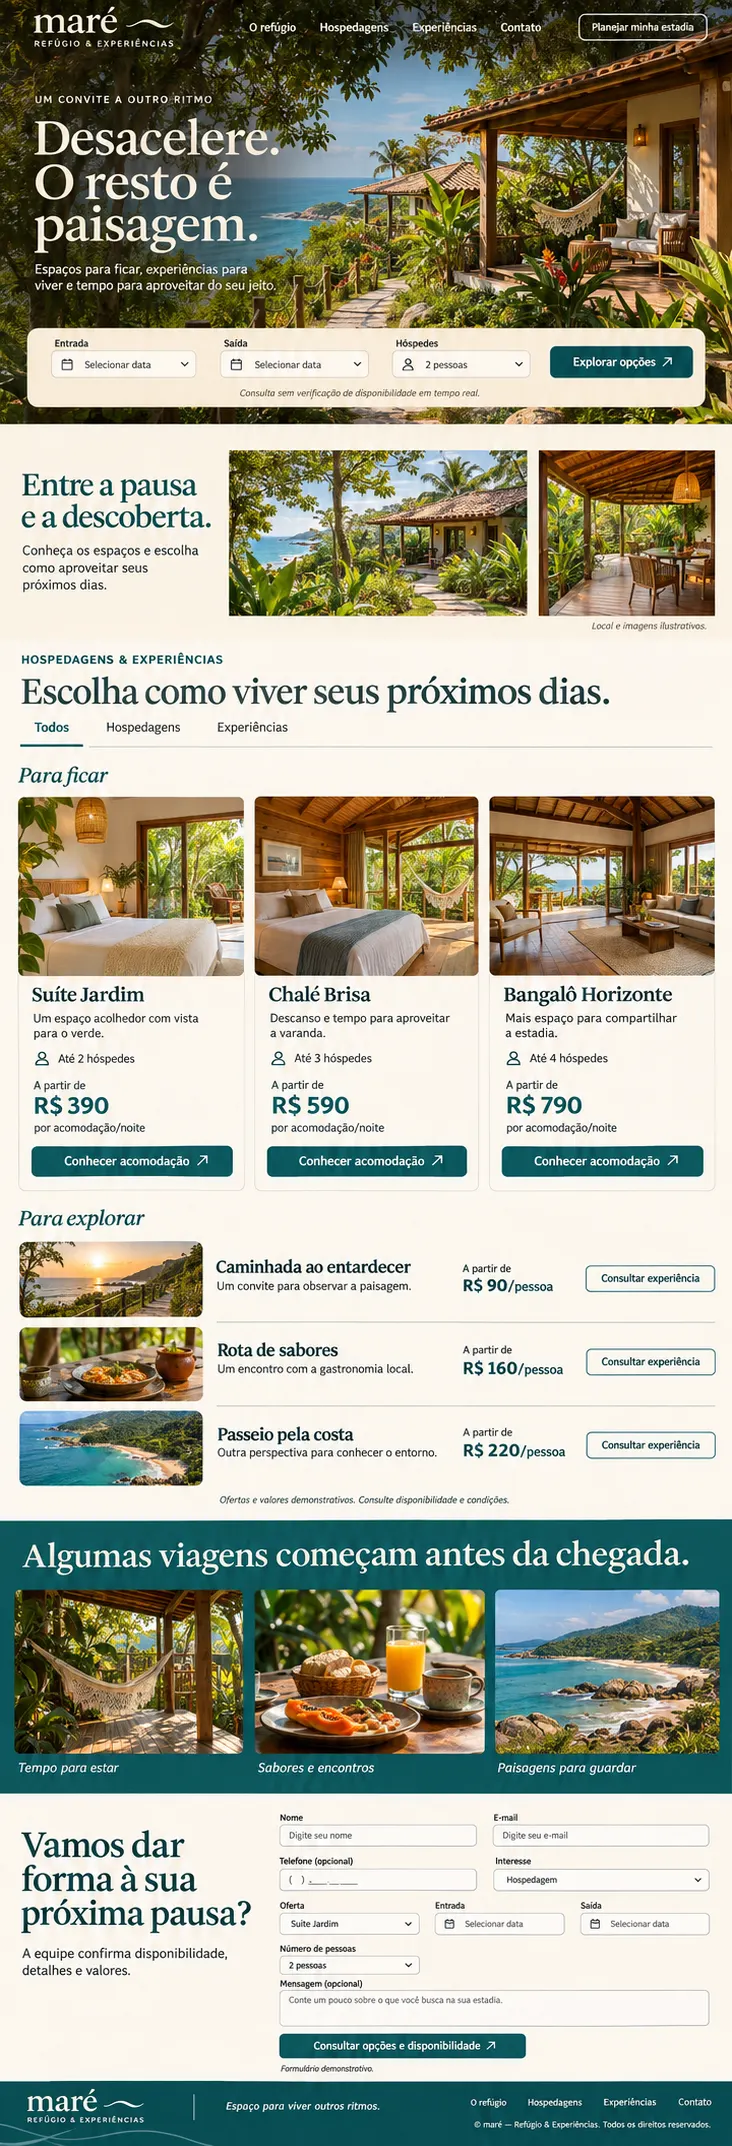 maré
REFÚGIO & EXPERIÊNCIAS
O refúgio
Hospedagens
Experiências
Contato
Planejar minha estadia
UM CONVITE A OUTRO RITMO
Desacelere.
O resto é
paisagem.
Espaços para ficar, experiências para
viver e tempo para aproveitar do seu jeito.
Entrada
Selecionar data
Saída
Selecionar data
Hóspedes
2 pessoas
Explorar opções
Consulta sem verificação de disponibilidade em tempo real.
Entre a pausa
e a descoberta.
Conheça os espaços e escolha
como aproveitar seus
próximos dias.
Local e imagens ilustrativos.
HOSPEDAGENS & EXPERIÊNCIAS
Escolha como viver seus próximos dias.
Todos
Hospedagens
Experiências
Para ficar
Suíte Jardim
Um espaço acolhedor com vista
para o verde.
Até 2 hóspedes
A partir de
R$ 390
por acomodação/noite
Conhecer acomodação
Chalé Brisa
Descanso e tempo para aproveitar
a varanda.
Até 3 hóspedes
A partir de
R$ 590
por acomodação/noite
Conhecer acomodação
Bangalô Horizonte
Mais espaço para compartilhar
a estadia.
Até 4 hóspedes
A partir de
R$ 790
por acomodação/noite
Conhecer acomodação
Para explorar
Caminhada ao entardecer
Um convite para observar a paisagem.
A partir de
R$ 90/pessoa
Consultar experiência
Rota de sabores
Um encontro com a gastronomia local.
A partir de
R$ 160/pessoa
Consultar experiência
Passeio pela costa
Outra perspectiva para conhecer o entorno.
A partir de
R$ 220/pessoa
Consultar experiência
Ofertas e valores demonstrativos. Consulte disponibilidade e condições.
Algumas viagens começam antes da chegada.
Tempo para estar
Sabores e encontros
Paisagens para guardar
Vamos dar
forma à sua
próxima pausa?
A equipe confirma disponibilidade,
detalhes e valores.
Nome
Digite seu nome
E-mail
Digite seu e-mail
Telefone (opcional)
(  ) _____ ____
Interesse
Hospedagem
Oferta
Suíte Jardim
Entrada
Selecionar data
Saída
Selecionar data
Número de pessoas
2 pessoas
Mensagem (opcional)
Conte um pouco sobre o que você busca na sua estadia.
Consultar opções e disponibilidade
Formulário demonstrativo.
maré
REFÚGIO & EXPERIÊNCIAS
Espaço para viver outros ritmos.
O refúgio
Hospedagens
Experiências
Contato
© maré — Refúgio & Experiências. Todos os direitos reservados.